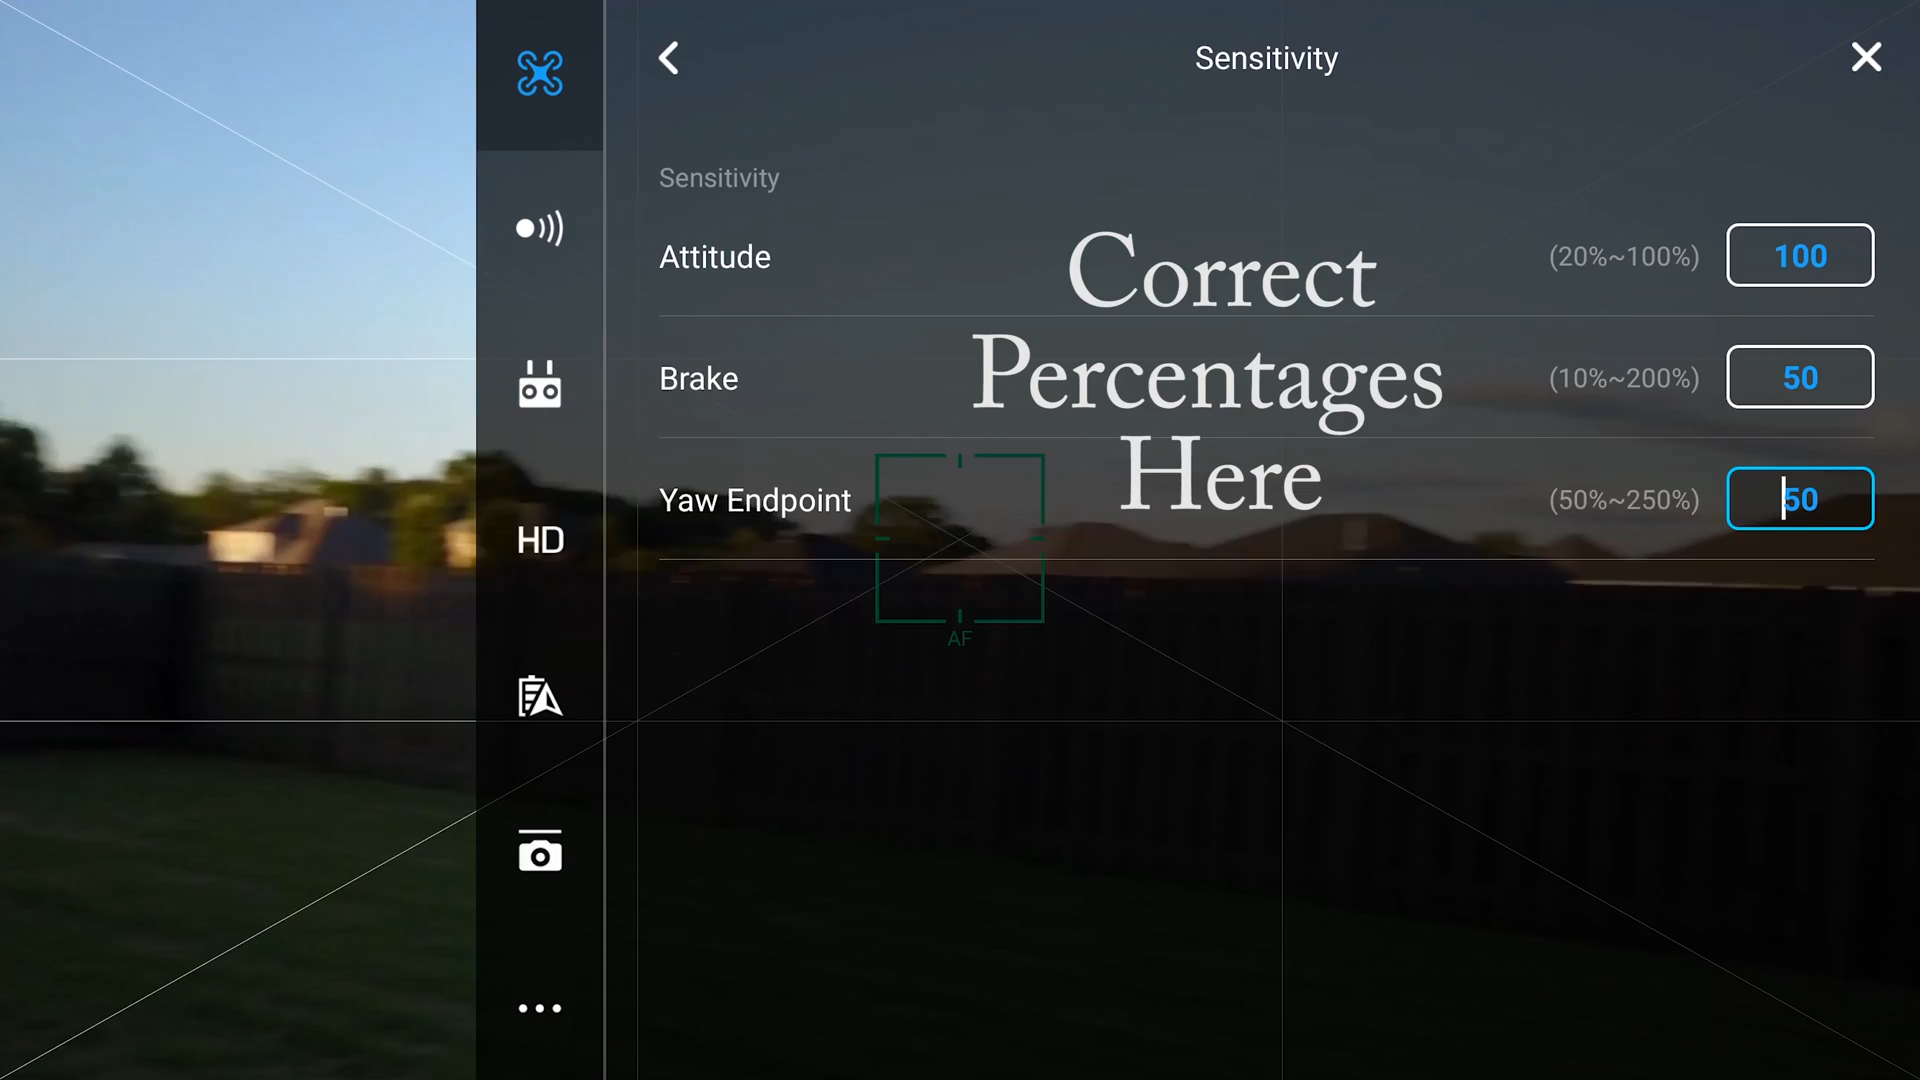 Sensitivity
Sensitivity
Attitude
(20%~100%)
100
Brake
(10%~200%)
50
Yaw Endpoint
(50%~250%)
50
Correct
Percentages
Here
HD
AF